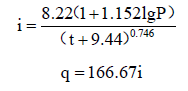 i = 8.22(1+1.152lgP) / (t+9.44)^0.746
q = 166.67i